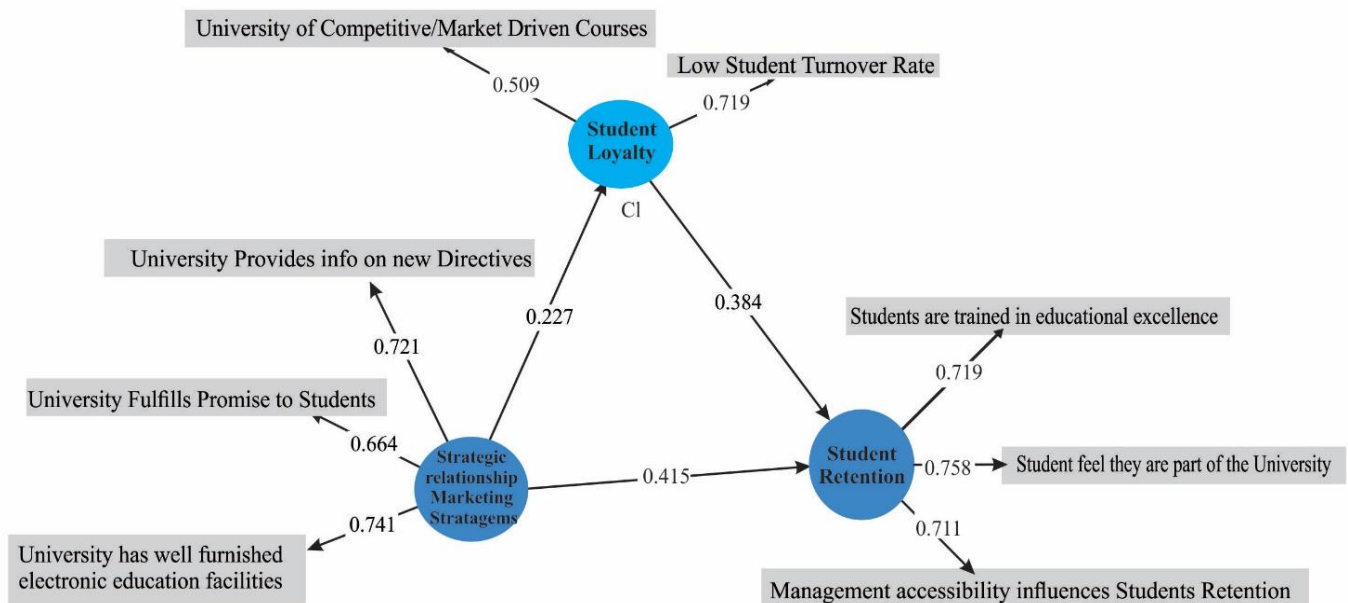 University of Competitive/Market Driven Courses
Low Student Turnover Rate
0.509
0.719
Student
Loyalty
Cl
University Provides info on new Directives
0.721
0.227
0.384
Students are trained in educational excellence
0.719
University Fulfills Promise to Students
0.664
Strategic
relationship
Marketing
Stratagems
0.415
Student
Retention
0.758
Student feel they are part of the University
0.741
0.711
University has well furnished
electronic education facilities
Management accessibility influences Students Retention